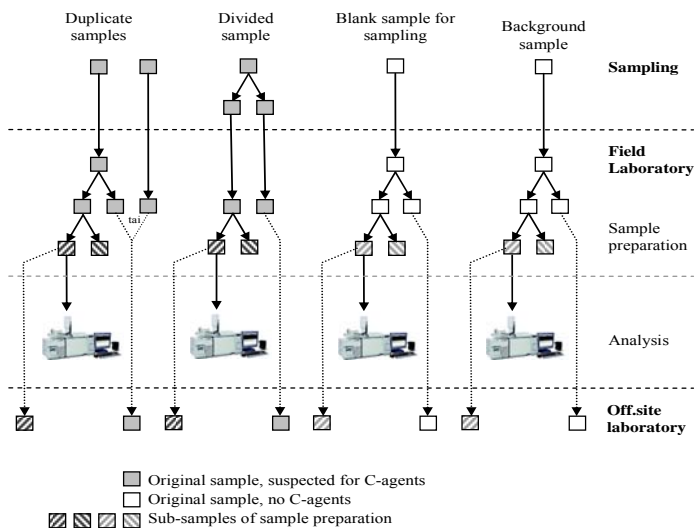 Duplicate
samples
Divided
sample
Blank sample for
sampling
Background
sample
Sampling
Field
Laboratory
tai
Sample
preparation
Analysis
Off.site
laboratory
Original sample, suspected for C-agents
Original sample, no C-agents
Sub-samples of sample preparation